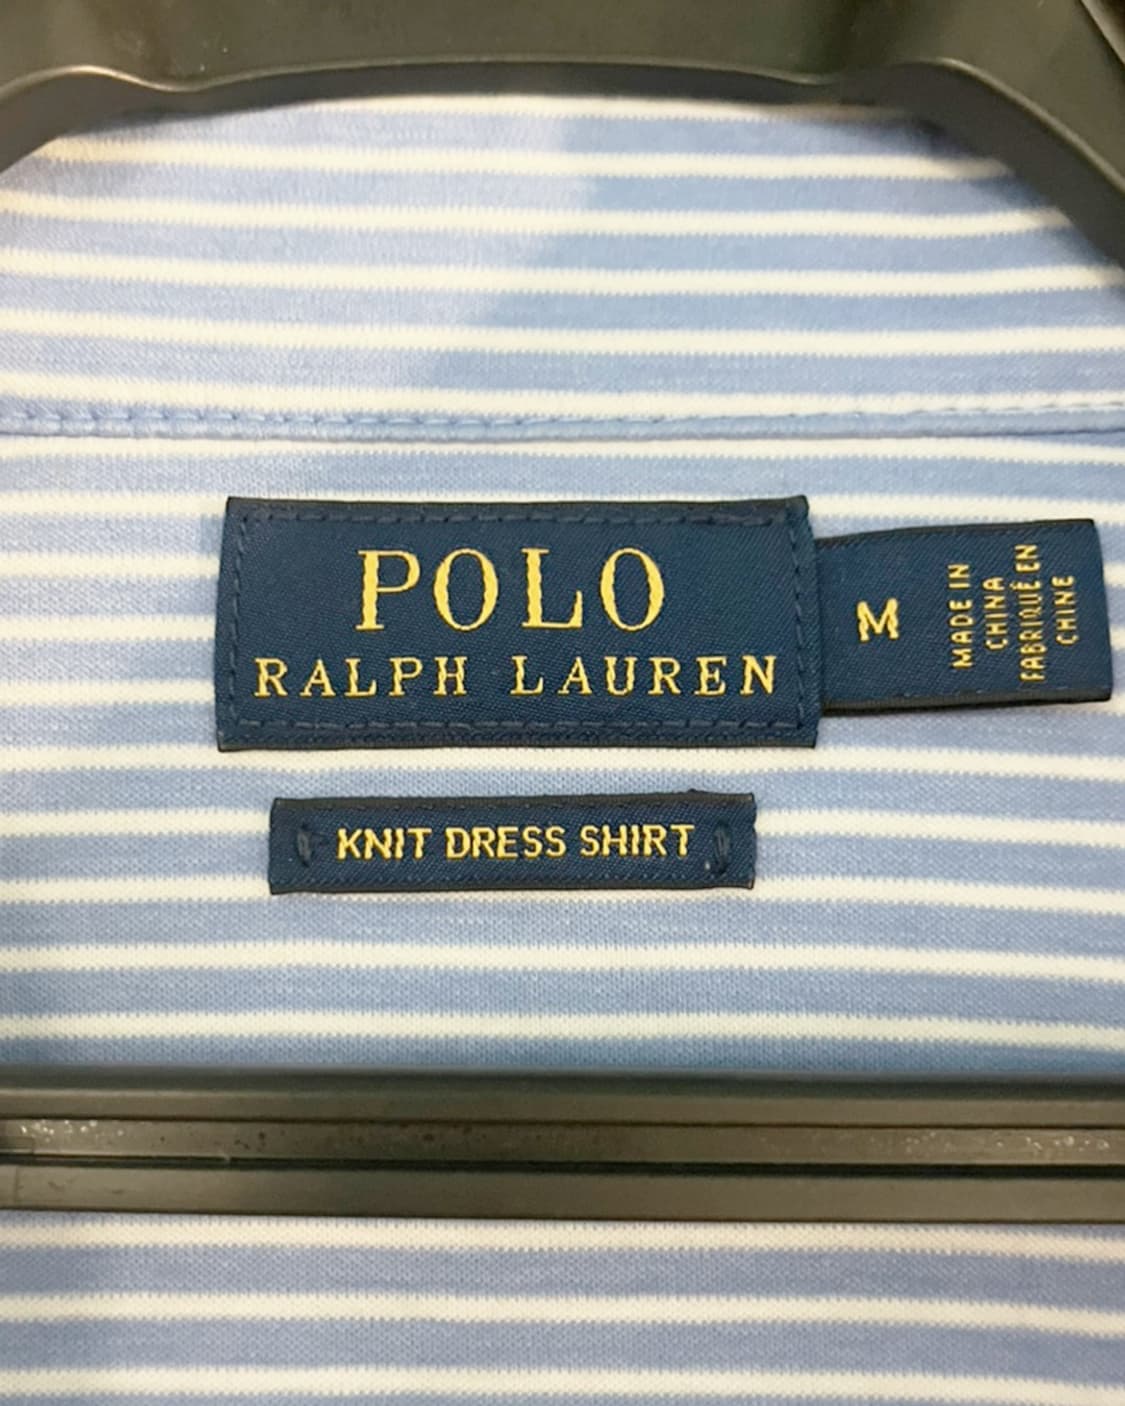 POLO
RALPH LAUREN
M
MADE IN
CHINA
FABRIQUÉ EN
CHINE
KNIT DRESS SHIRT